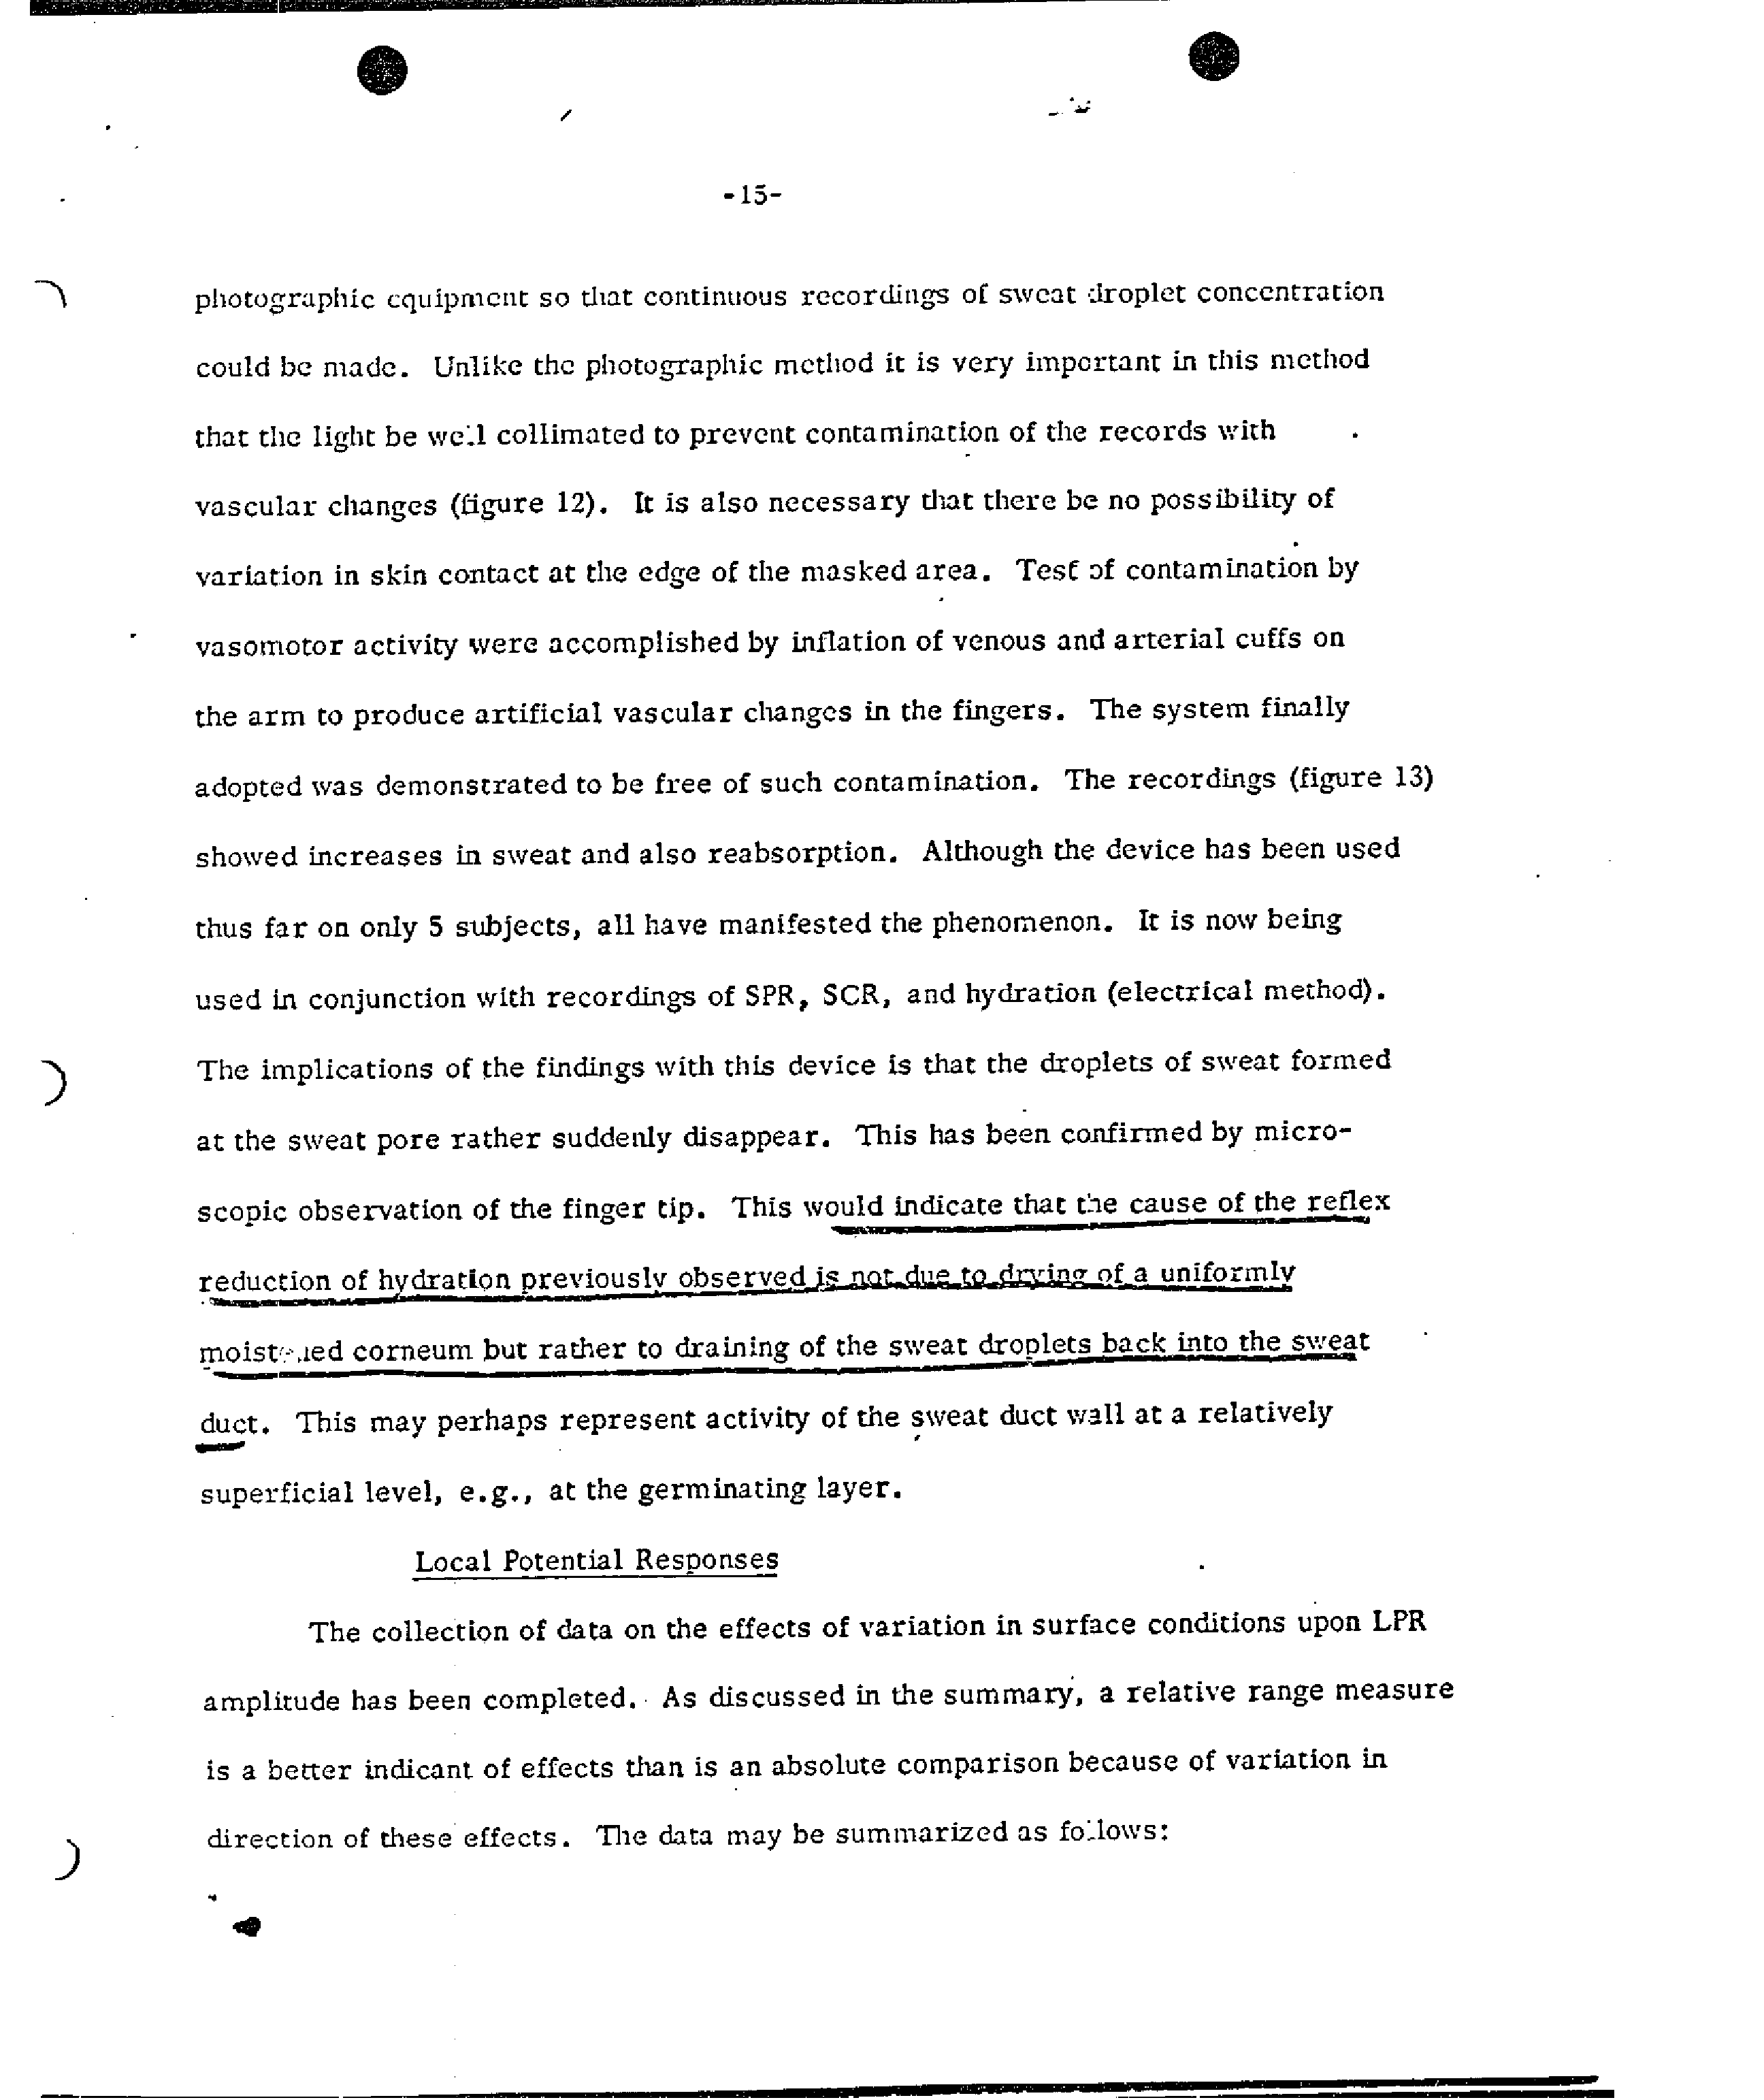 -15-
photographic equipment so that continuous recordings of sweat droplet concentration
could be made. Unlike the photographic method it is very important in this method
that the light be well collimated to prevent contamination of the records with
vascular changes (figure 12). It is also necessary that there be no possibility of
variation in skin contact at the edge of the masked area. Test of contamination by
vasomotor activity were accomplished by inflation of venous and arterial cuffs on
the arm to produce artificial vascular changes in the fingers. The system finally
adopted was demonstrated to be free of such contamination. The recordings (figure 13)
showed increases in sweat and also reabsorption. Although the device has been used
thus far on only 5 subjects, all have manifested the phenomenon. It is now being
used in conjunction with recordings of SPR, SCR, and hydration (electrical method).
The implications of the findings with this device is that the droplets of sweat formed
at the sweat pore rather suddenly disappear. This has been confirmed by micro-
scopic observation of the finger tip. This would indicate that the cause of the reflex
reduction of hydration previously observed is not due to drying of a uniformly
moistened corneum but rather to draining of the sweat droplets back into the sweat
duct. This may perhaps represent activity of the sweat duct wall at a relatively
superficial level, e.g., at the germinating layer.
Local Potential Responses
The collection of data on the effects of variation in surface conditions upon LPR
amplitude has been completed. As discussed in the summary, a relative range measure
is a better indicant of effects than is an absolute comparison because of variation in
direction of these effects. The data may be summarized as follows: